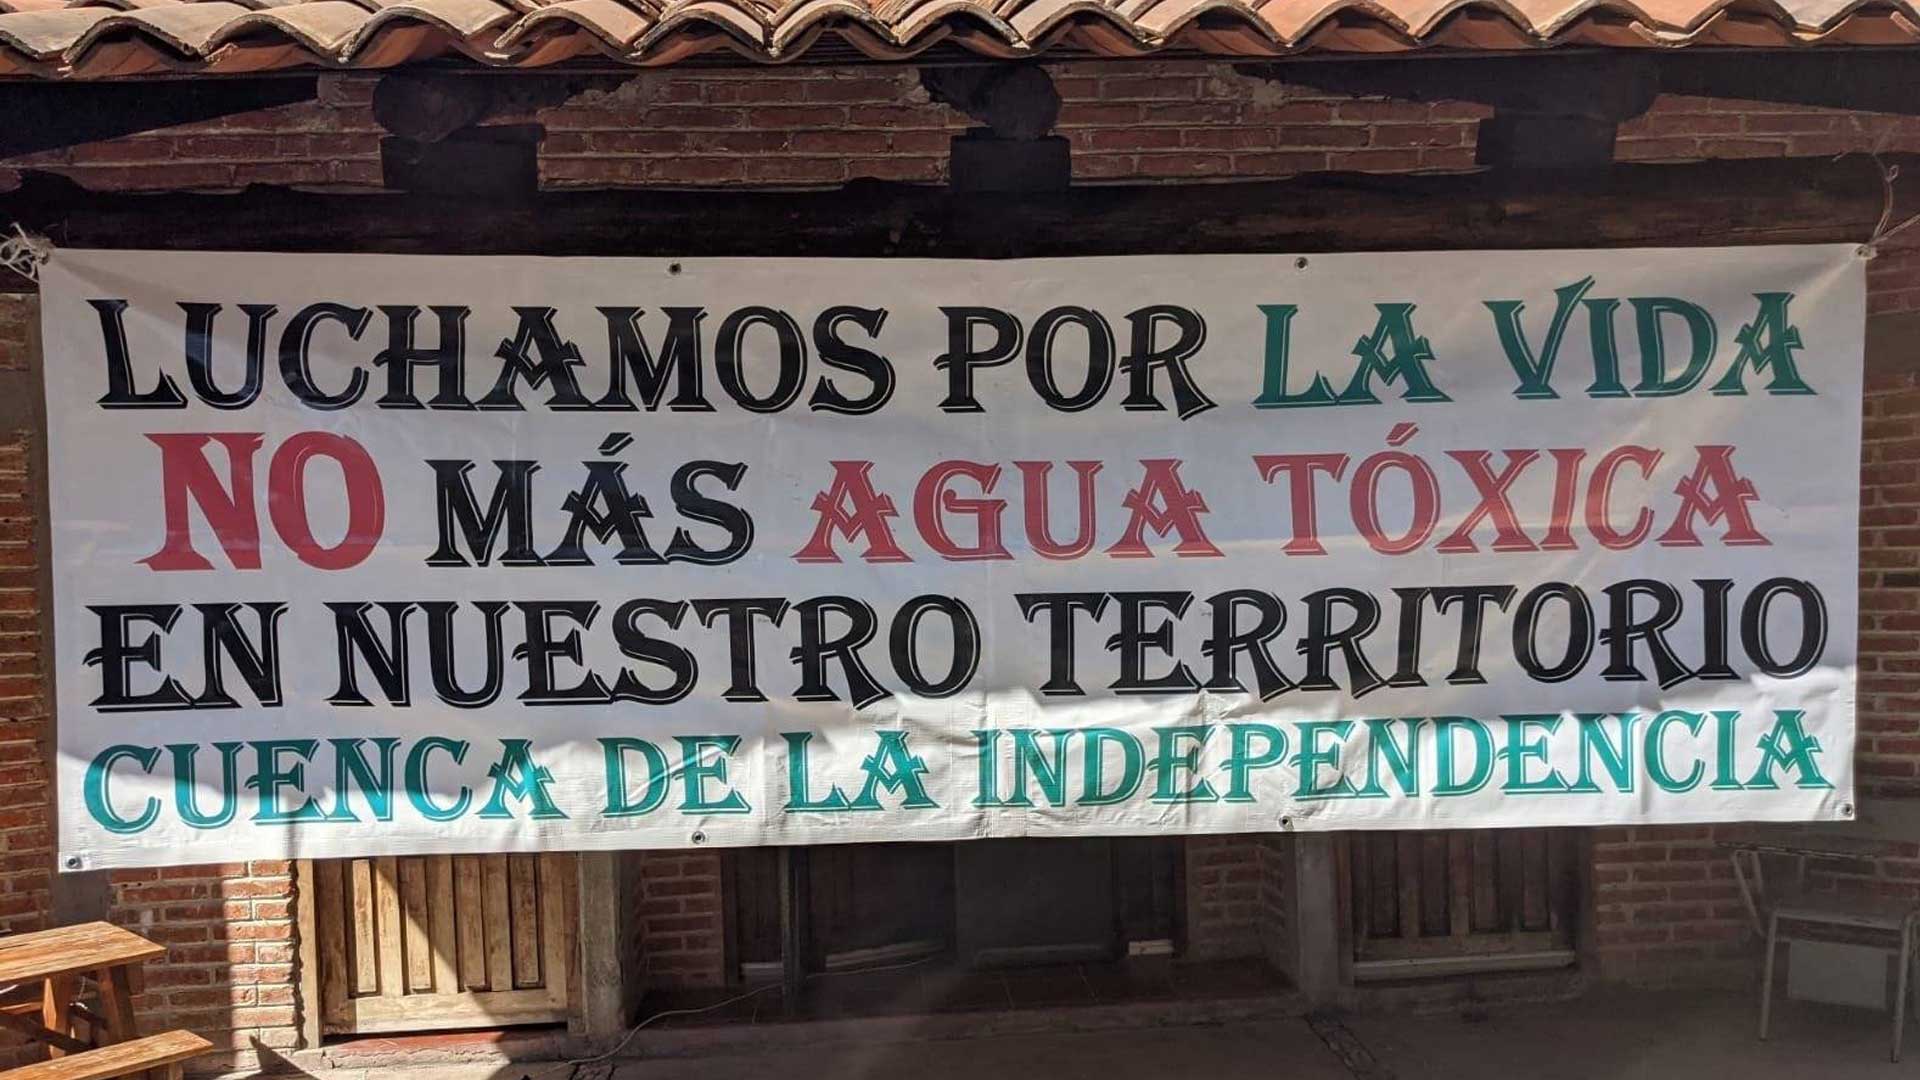 LUCHAMOS POR LA VIDA
NO MÁS AGUA TÓXICA
EN NUESTRO TERRITORIO
CUENCA DE LA INDEPENDENCIA